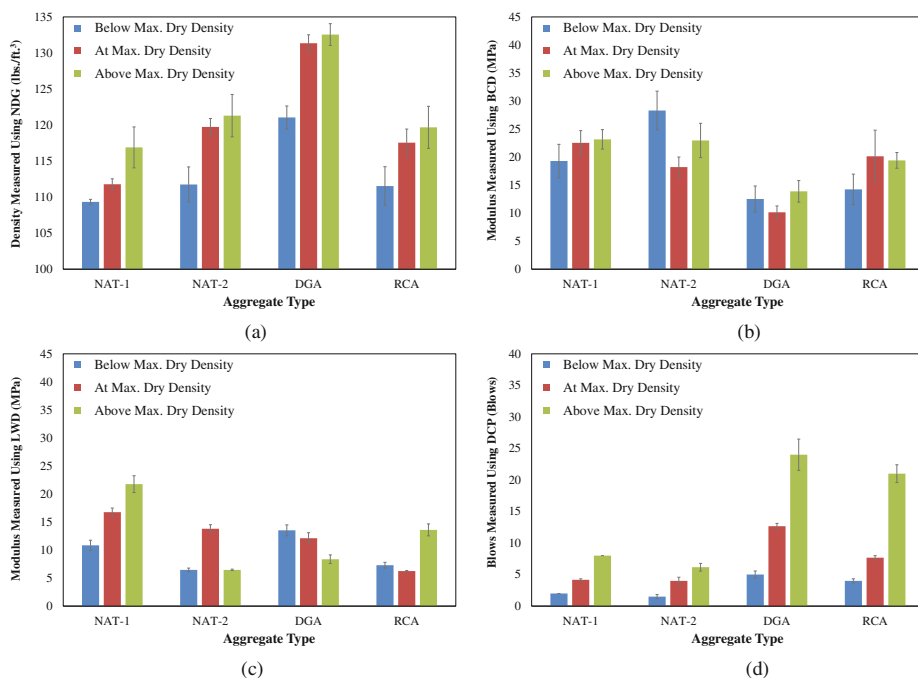 135
130
125
120
115
110
105
100
Density Measured Using NDG (lbs./ft.³)
Below Max. Dry Density
At Max. Dry Density
Above Max. Dry Density
NAT-1 NAT-2 DGA RCA
Aggregate Type
(a)
45
40
35
30
25
20
15
10
5
0
Modulus Measured Using BCD (MPa)
Below Max. Dry Density
At Max. Dry Density
Above Max. Dry Density
NAT-1 NAT-2 DGA RCA
Aggregate Type
(b)
45
40
35
30
25
20
15
10
5
0
Modulus Measured Using LWD (MPa)
Below Max. Dry Density
At Max. Dry Density
Above Max. Dry Density
NAT-1 NAT-2 DGA RCA
Aggregate Type
(c)
40
35
30
25
20
15
10
5
0
Blows Measured Using DCP (Blows)
Below Max. Dry Density
At Max. Dry Density
Above Max. Dry Density
NAT-1 NAT-2 DGA RCA
Aggregate Type
(d)